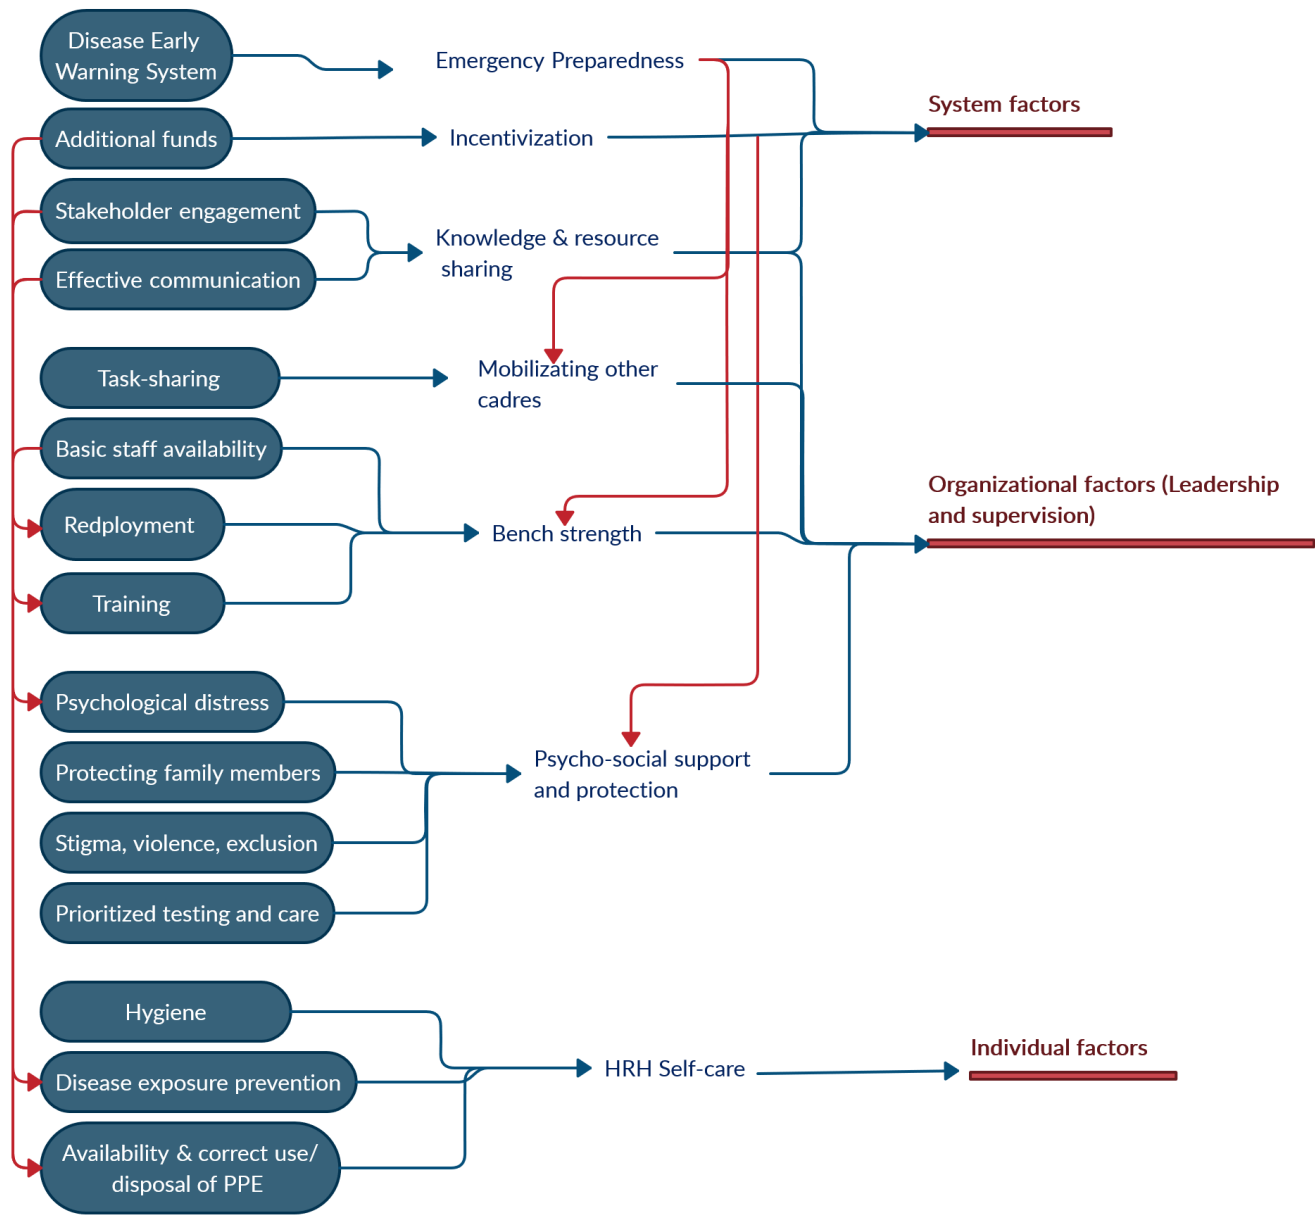 Disease Early
Warning System
Emergency Preparedness
System factors
Additional funds
Incentivization
Stakeholder engagement
Knowledge & resource
sharing
Effective communication
Task-sharing
Mobilizating other
cadres
Basic staff availability
Organizational factors (Leadership
and supervision)
Redployment
Bench strength
Training
Psychological distress
Protecting family members
Psycho-social support
and protection
Stigma, violence, exclusion
Prioritized testing and care
Hygiene
Disease exposure prevention
HRH Self-care
Individual factors
Availability & correct use/
disposal of PPE